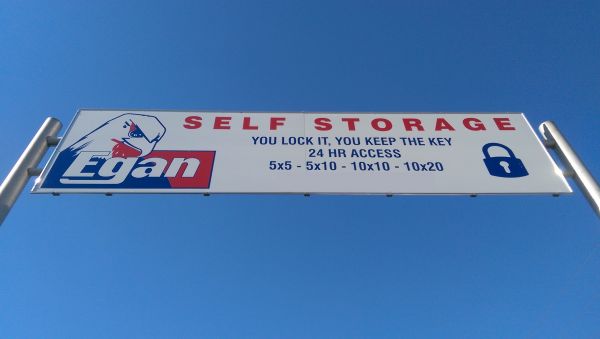 SELF STORAGE
YOU LOCK IT, YOU KEEP THE KEY
24 HR ACCESS
5x5 - 5x10 - 10x10 - 10x20
Egan